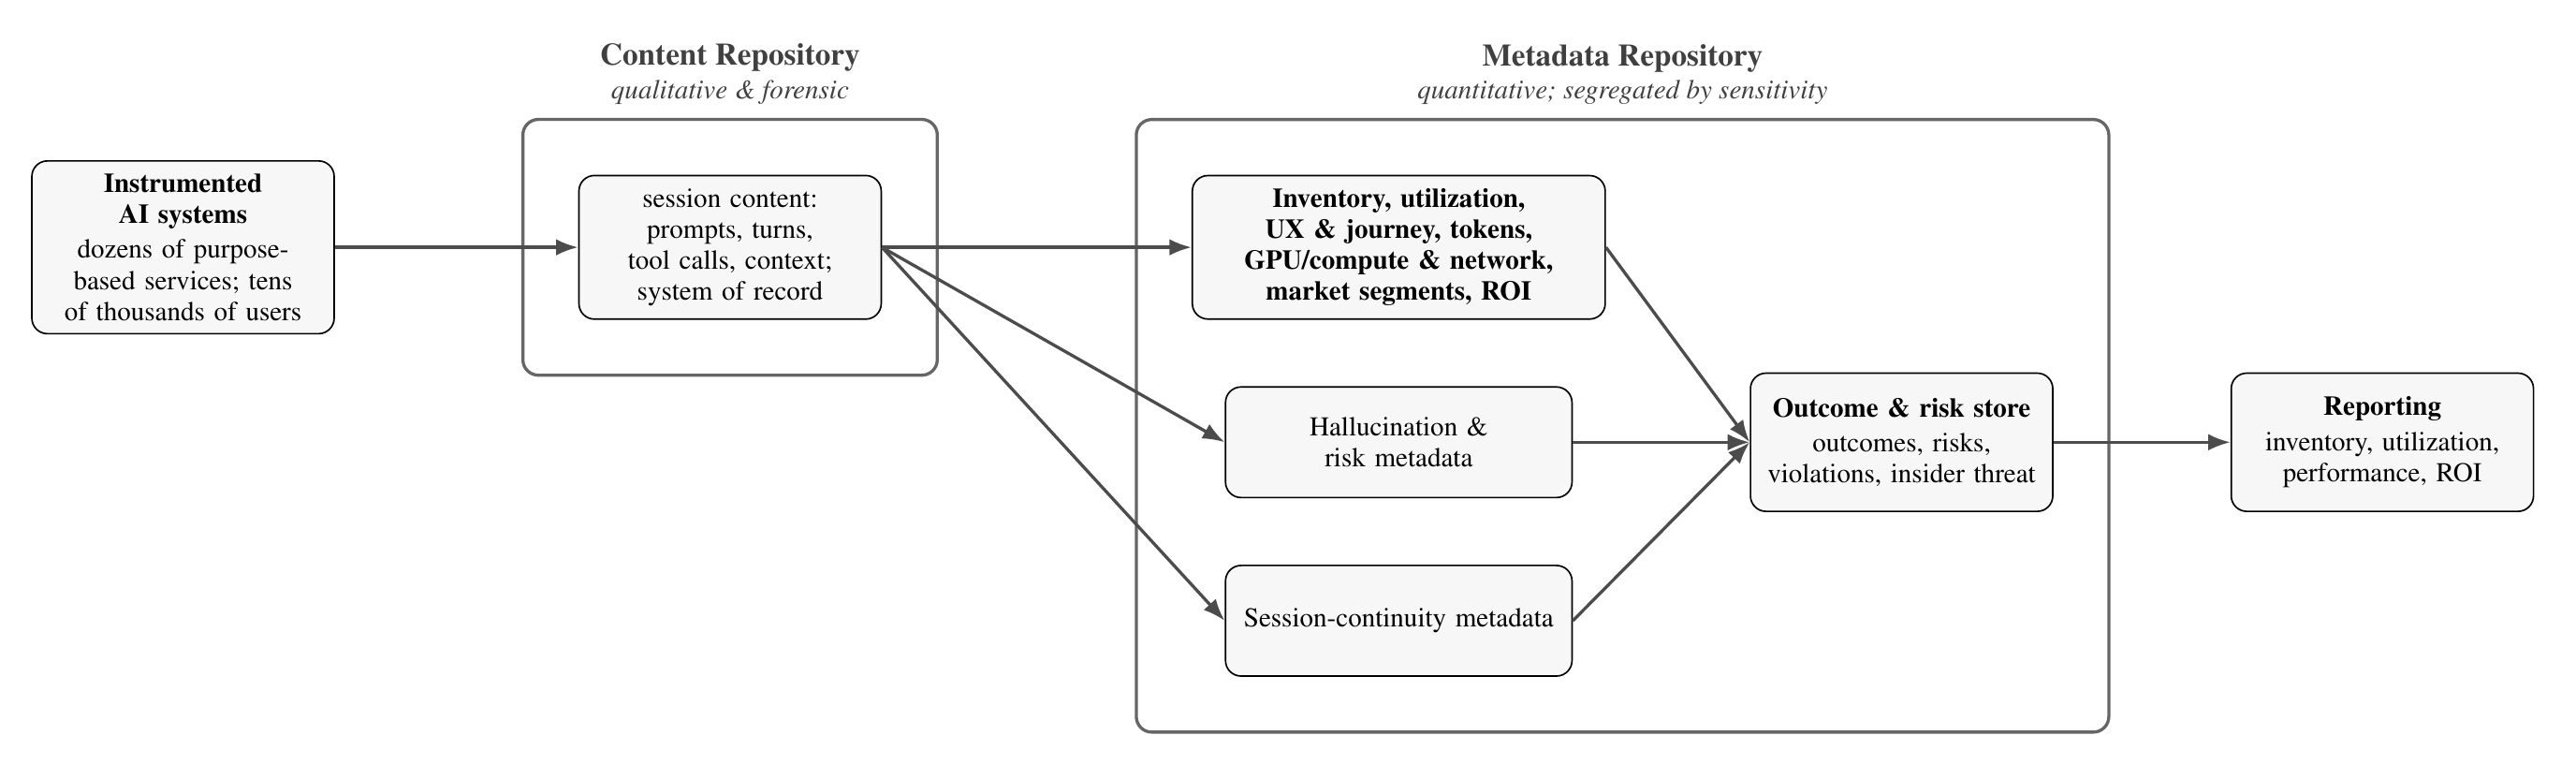 Content Repository
qualitative & forensic
Metadata Repository
quantitative; segregated by sensitivity
Instrumented
AI systems
dozens of purpose-
based services; tens
of thousands of users
session content:
prompts, turns,
tool calls, context;
system of record
Inventory, utilization,
UX & journey, tokens,
GPU/compute & network,
market segments, ROI
Hallucination &
risk metadata
Session-continuity metadata
Outcome & risk store
outcomes, risks,
violations, insider threat
Reporting
inventory, utilization,
performance, ROI